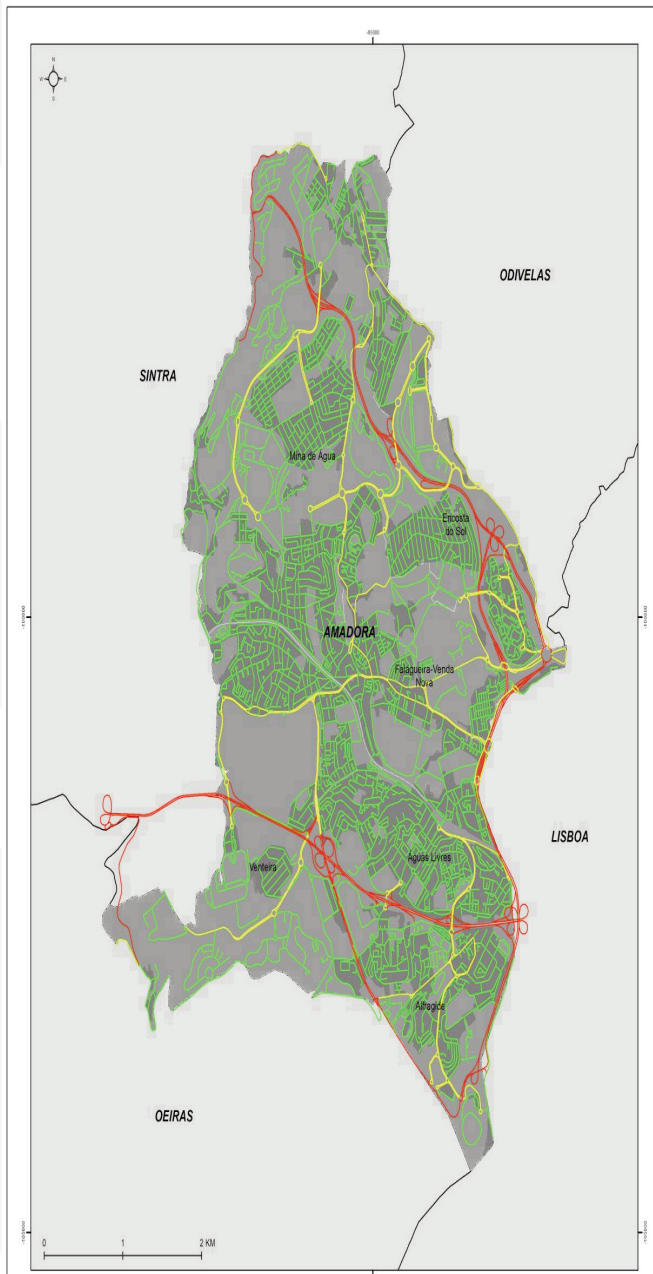 -95000
N
W E
S
ODIVELAS
SINTRA
Mina de Água
Encosta
do Sol
AMADORA
Falagueira-Venda
Nova
LISBOA
Águas Livres
Venteira
Alfragide
OEIRAS
0 1 2 KM